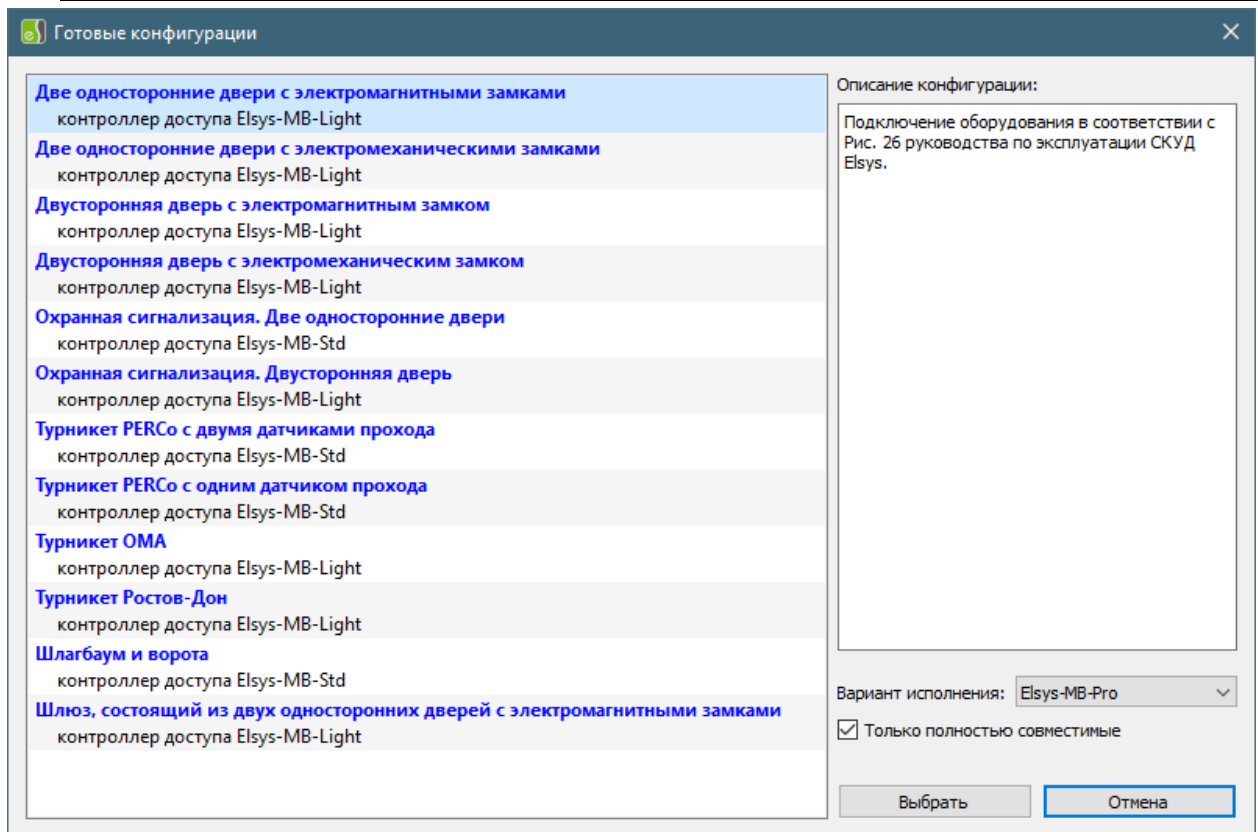 Готовые конфигурации
Две односторонние двери с электромагнитными замками
контроллер доступа Elsys-MB-Light
Две односторонние двери с электромеханическими замками
контроллер доступа Elsys-MB-Light
Двусторонняя дверь с электромагнитным замком
контроллер доступа Elsys-MB-Light
Двусторонняя дверь с электромеханическим замком
контроллер доступа Elsys-MB-Light
Охранная сигнализация. Две односторонние двери
контроллер доступа Elsys-MB-Std
Охранная сигнализация. Двусторонняя дверь
контроллер доступа Elsys-MB-Light
Турникет PERCo с двумя датчиками прохода
контроллер доступа Elsys-MB-Std
Турникет PERCo с одним датчиком прохода
контроллер доступа Elsys-MB-Std
Турникет ОМА
контроллер доступа Elsys-MB-Light
Турникет Ростов-Дон
контроллер доступа Elsys-MB-Light
Шлагбаум и ворота
контроллер доступа Elsys-MB-Std
Шлюз, состоящий из двух односторонних дверей с электромагнитными замками
контроллер доступа Elsys-MB-Light
Описание конфигурации:
Подключение оборудования в соответствии с
Рис. 26 руководства по эксплуатации СКУД
Elsys.
Вариант исполнения: Elsys-MB-Pro
Только полностью совместимые
Выбрать Отмена